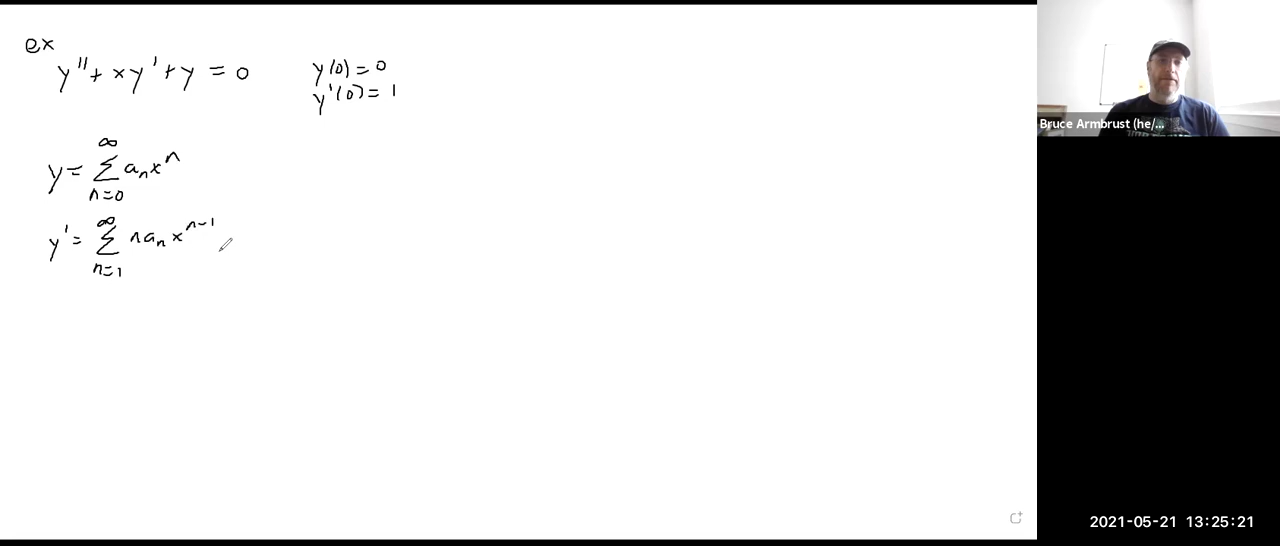 ex
y'' + xy' + y = 0
y(0) = 0
y'(0) = 1
y = ∑_{n=0}^{∞} a_n x^n
y' = ∑_{n=1}^{∞} n a_n x^{n-1}
Bruce Armbrust (he/...
2021-05-21 13:25:21